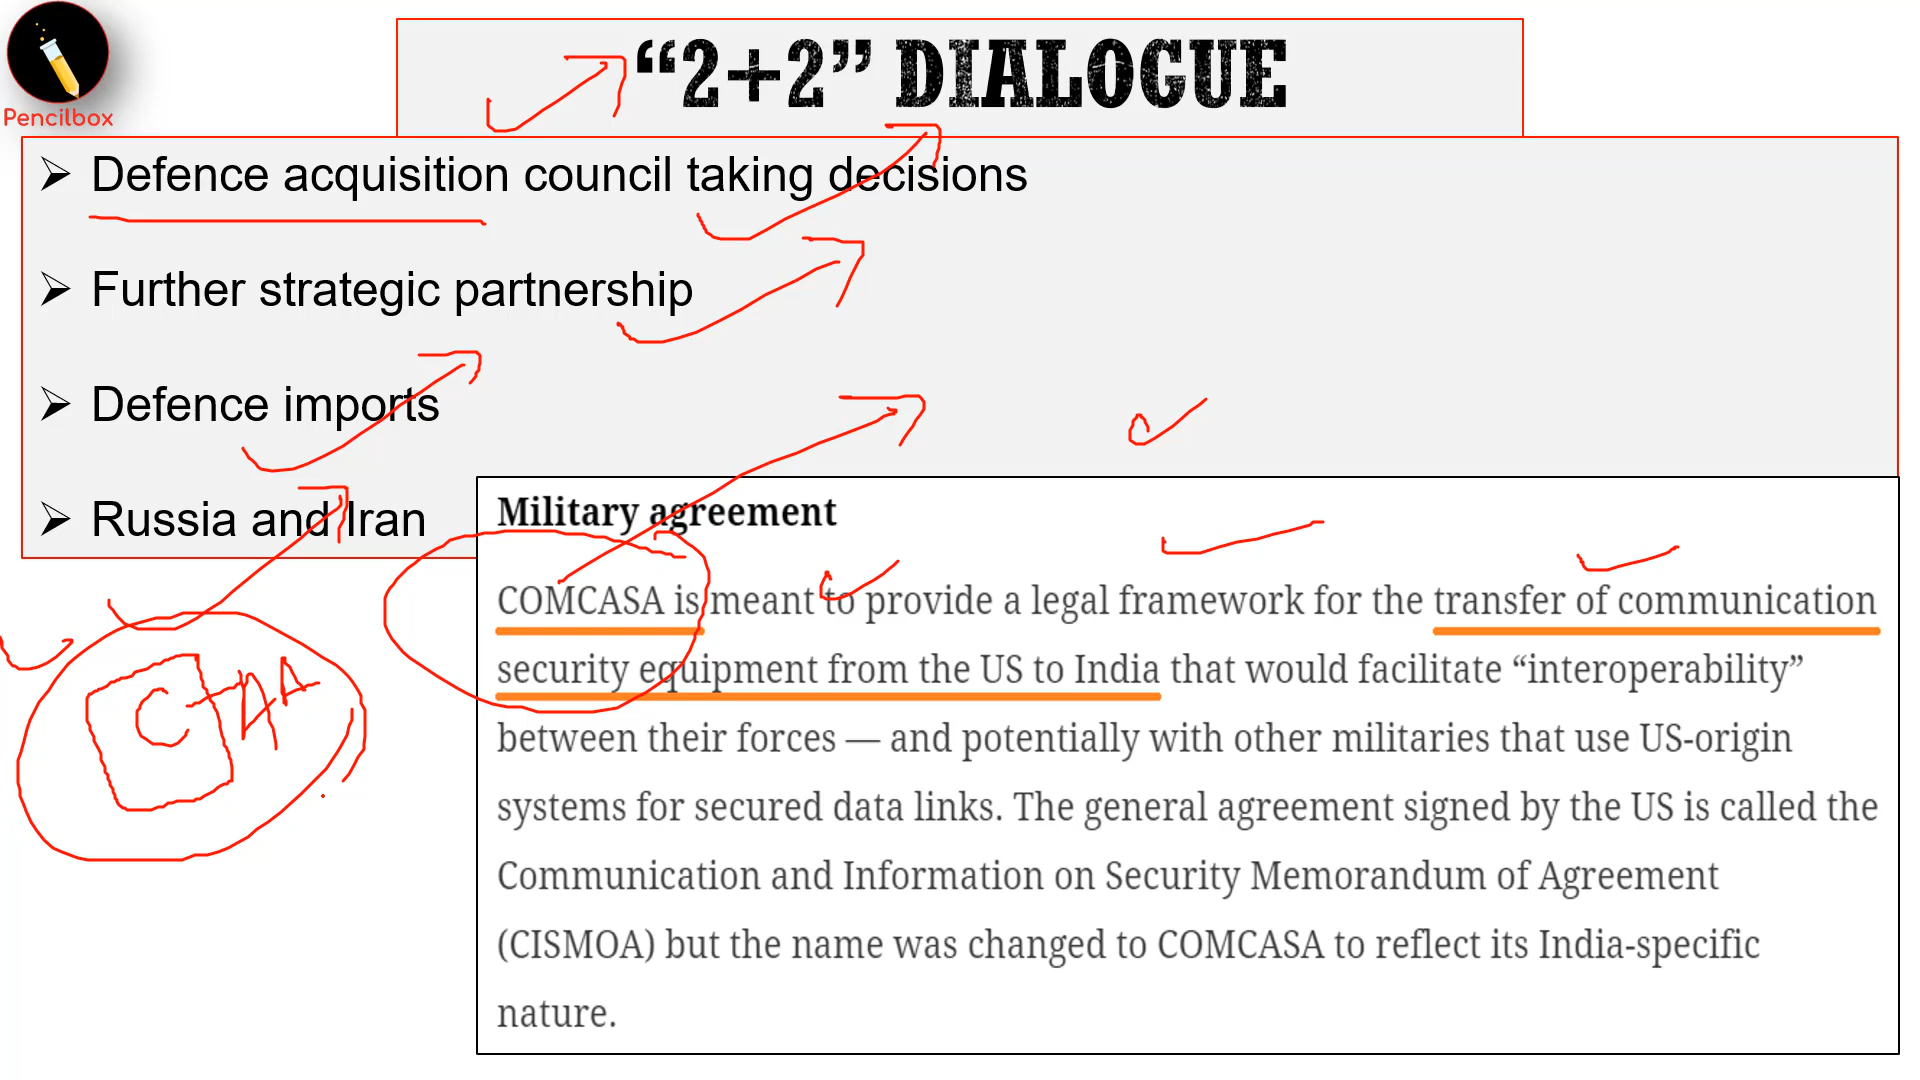 Pencilbox
“2+2” DIALOGUE
➢ Defence acquisition council taking decisions
➢ Further strategic partnership
➢ Defence imports
➢ Russia and Iran
Military agreement
COMCASA is meant to provide a legal framework for the transfer of communication
security equipment from the US to India that would facilitate “interoperability”
between their forces — and potentially with other militaries that use US-origin
systems for secured data links. The general agreement signed by the US is called the
Communication and Information on Security Memorandum of Agreement
(CISMOA) but the name was changed to COMCASA to reflect its India-specific
nature.